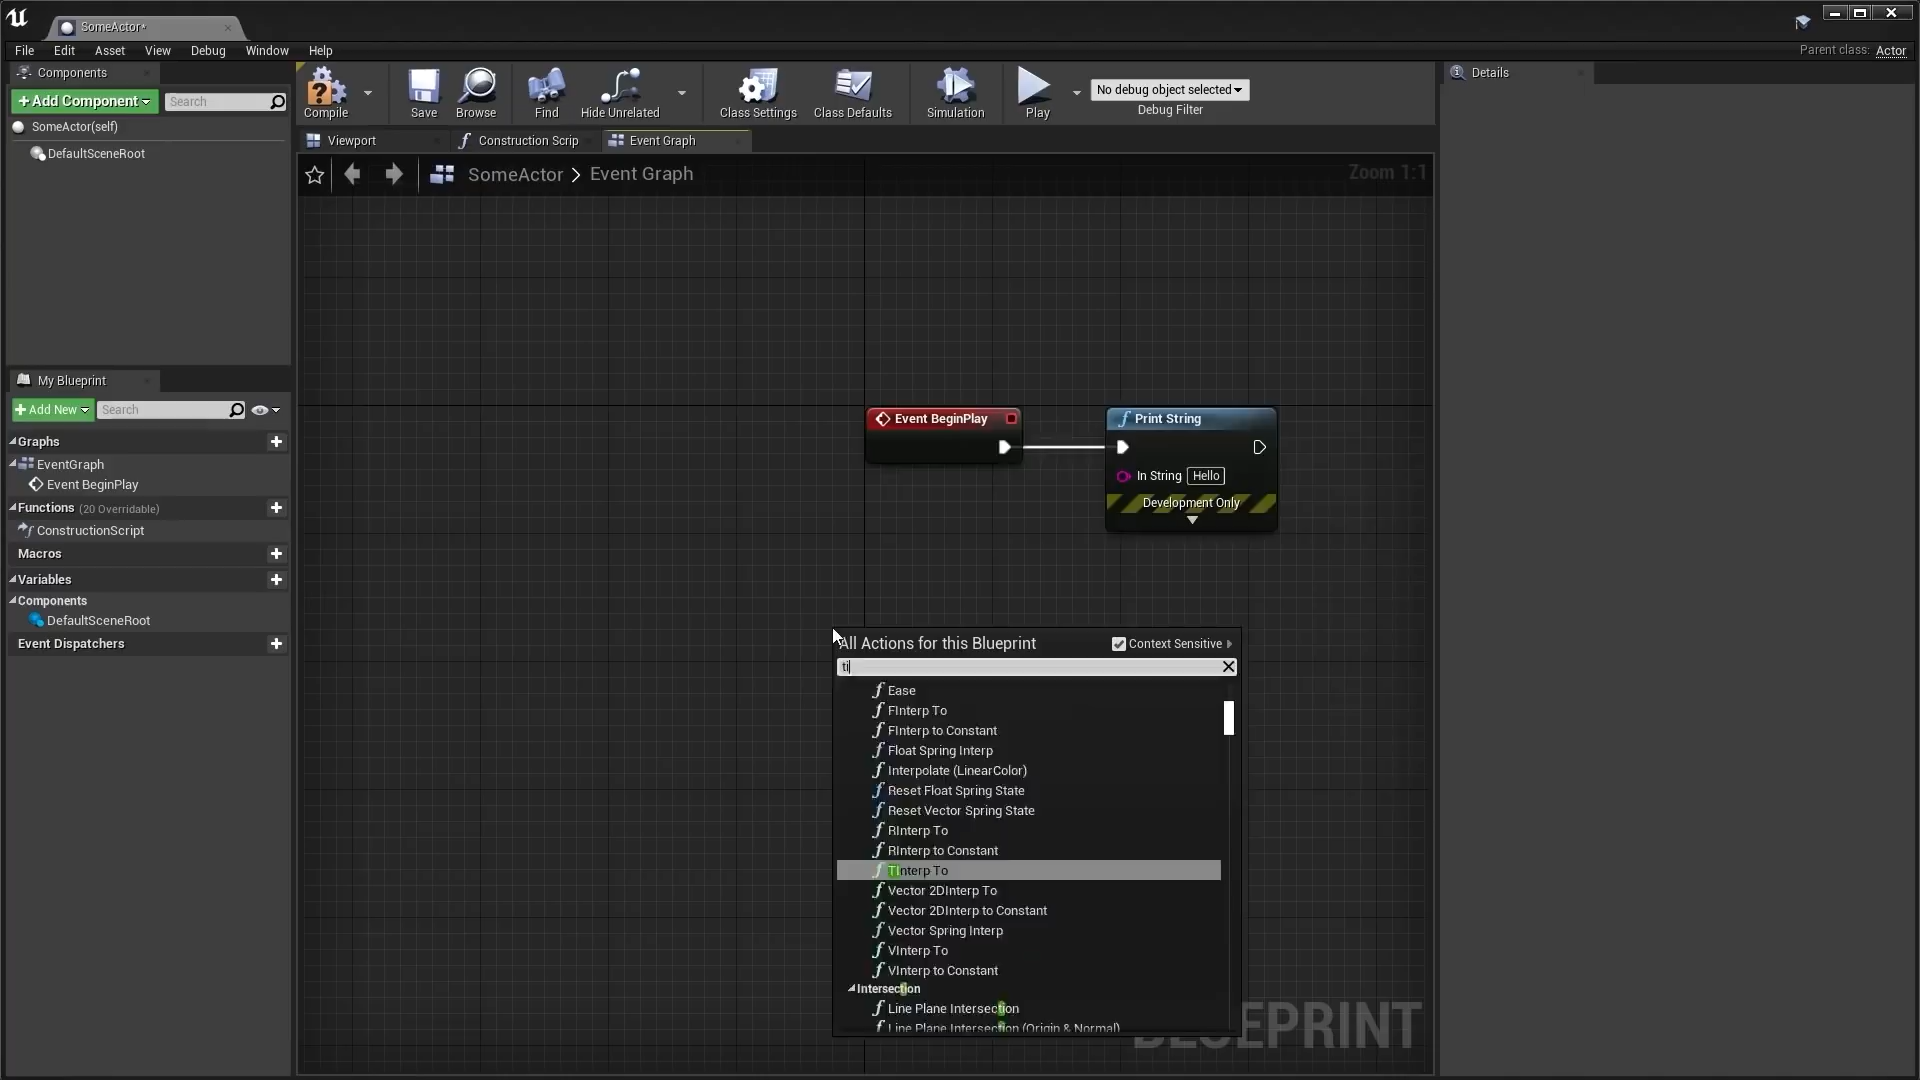 SomeActor*
File Edit Asset View Debug Window Help
Parent class: Actor
Components
+Add Component
Search
SomeActor(self)
DefaultSceneRoot
Compile
Save
Browse
Find
Hide Unrelated
Class Settings
Class Defaults
Simulation
Play
No debug object selected
Debug Filter
Details
Viewport
Construction Scrip
Event Graph
SomeActor > Event Graph
Zoom 1:1
My Blueprint
+Add New
Search
Graphs
EventGraph
Event BeginPlay
Functions (20 Overridable)
ConstructionScript
Macros
Variables
Components
DefaultSceneRoot
Event Dispatchers
Event BeginPlay
Print String
In String Hello
Development Only
All Actions for this Blueprint
Context Sensitive
ti
Ease
FInterp To
FInterp to Constant
Float Spring Interp
Interpolate (LinearColor)
Reset Float Spring State
Reset Vector Spring State
RInterp To
RInterp to Constant
TInterp To
Vector 2DInterp To
Vector 2DInterp to Constant
Vector Spring Interp
VInterp To
VInterp to Constant
Intersection
Line Plane Intersection
Line Plane Intersection (Origin & Normal)
BLUEPRINT